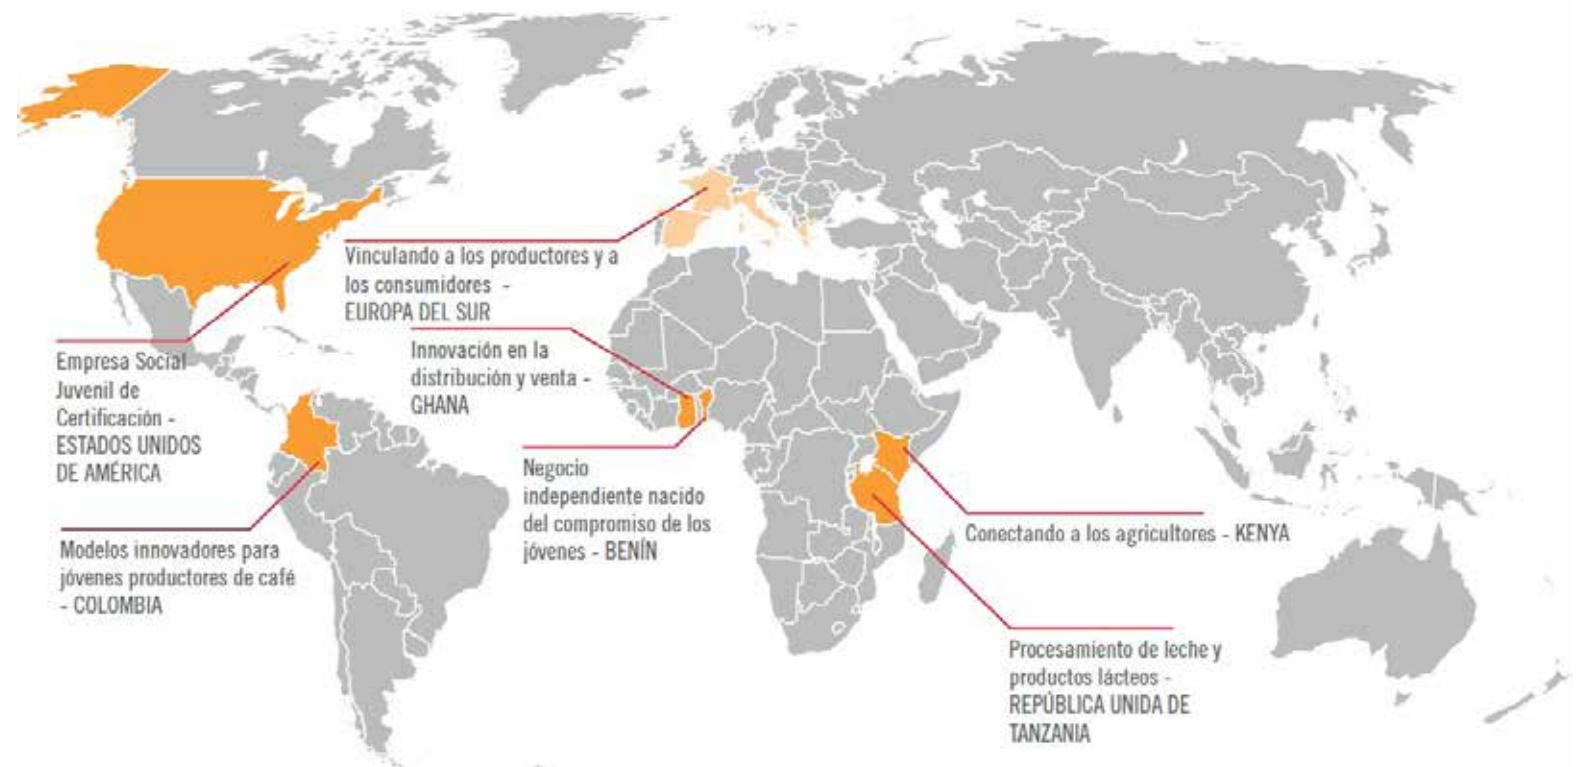 Vinculando a los productores y a
los consumidores -
EUROPA DEL SUR
Innovación en la
distribución y venta -
GHANA
Empresa Social
Juvenil de
Certificación -
ESTADOS UNIDOS
DE AMÉRICA
Negocio
independiente nacido
del compromiso de los
jóvenes - BENÍN
Modelos innovadores para
jóvenes productores de café
- COLOMBIA
Conectando a los agricultores - KENYA
Procesamiento de leche y
productos lácteos -
REPÚBLICA UNIDA DE
TANZANIA